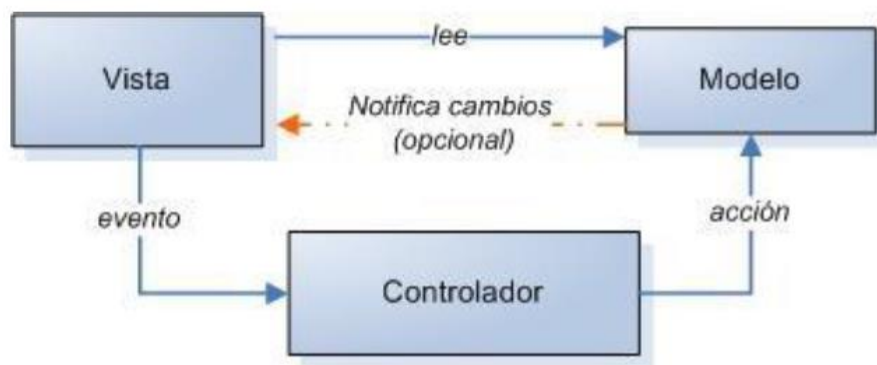 lee
Vista
Modelo
Notifica cambios
(opcional)
evento
acción
Controlador